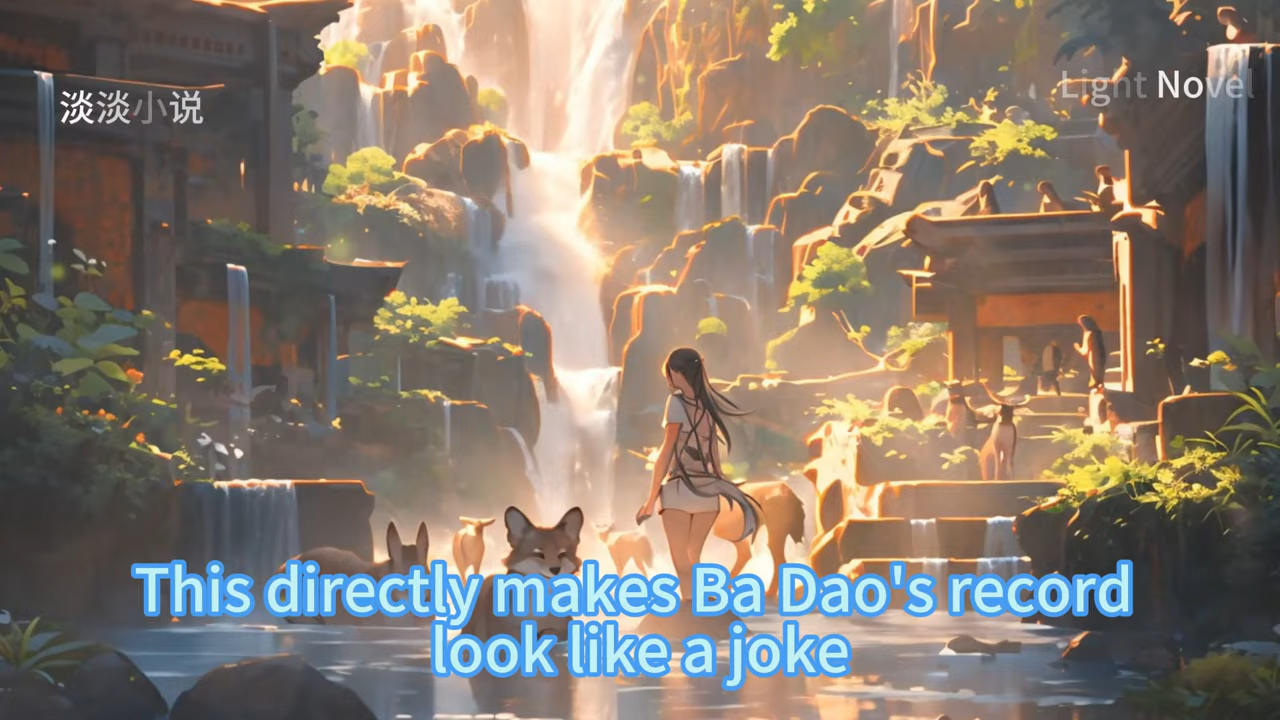 淡淡小说
Light Novel
This directly makes Ba Dao's record
look like a joke